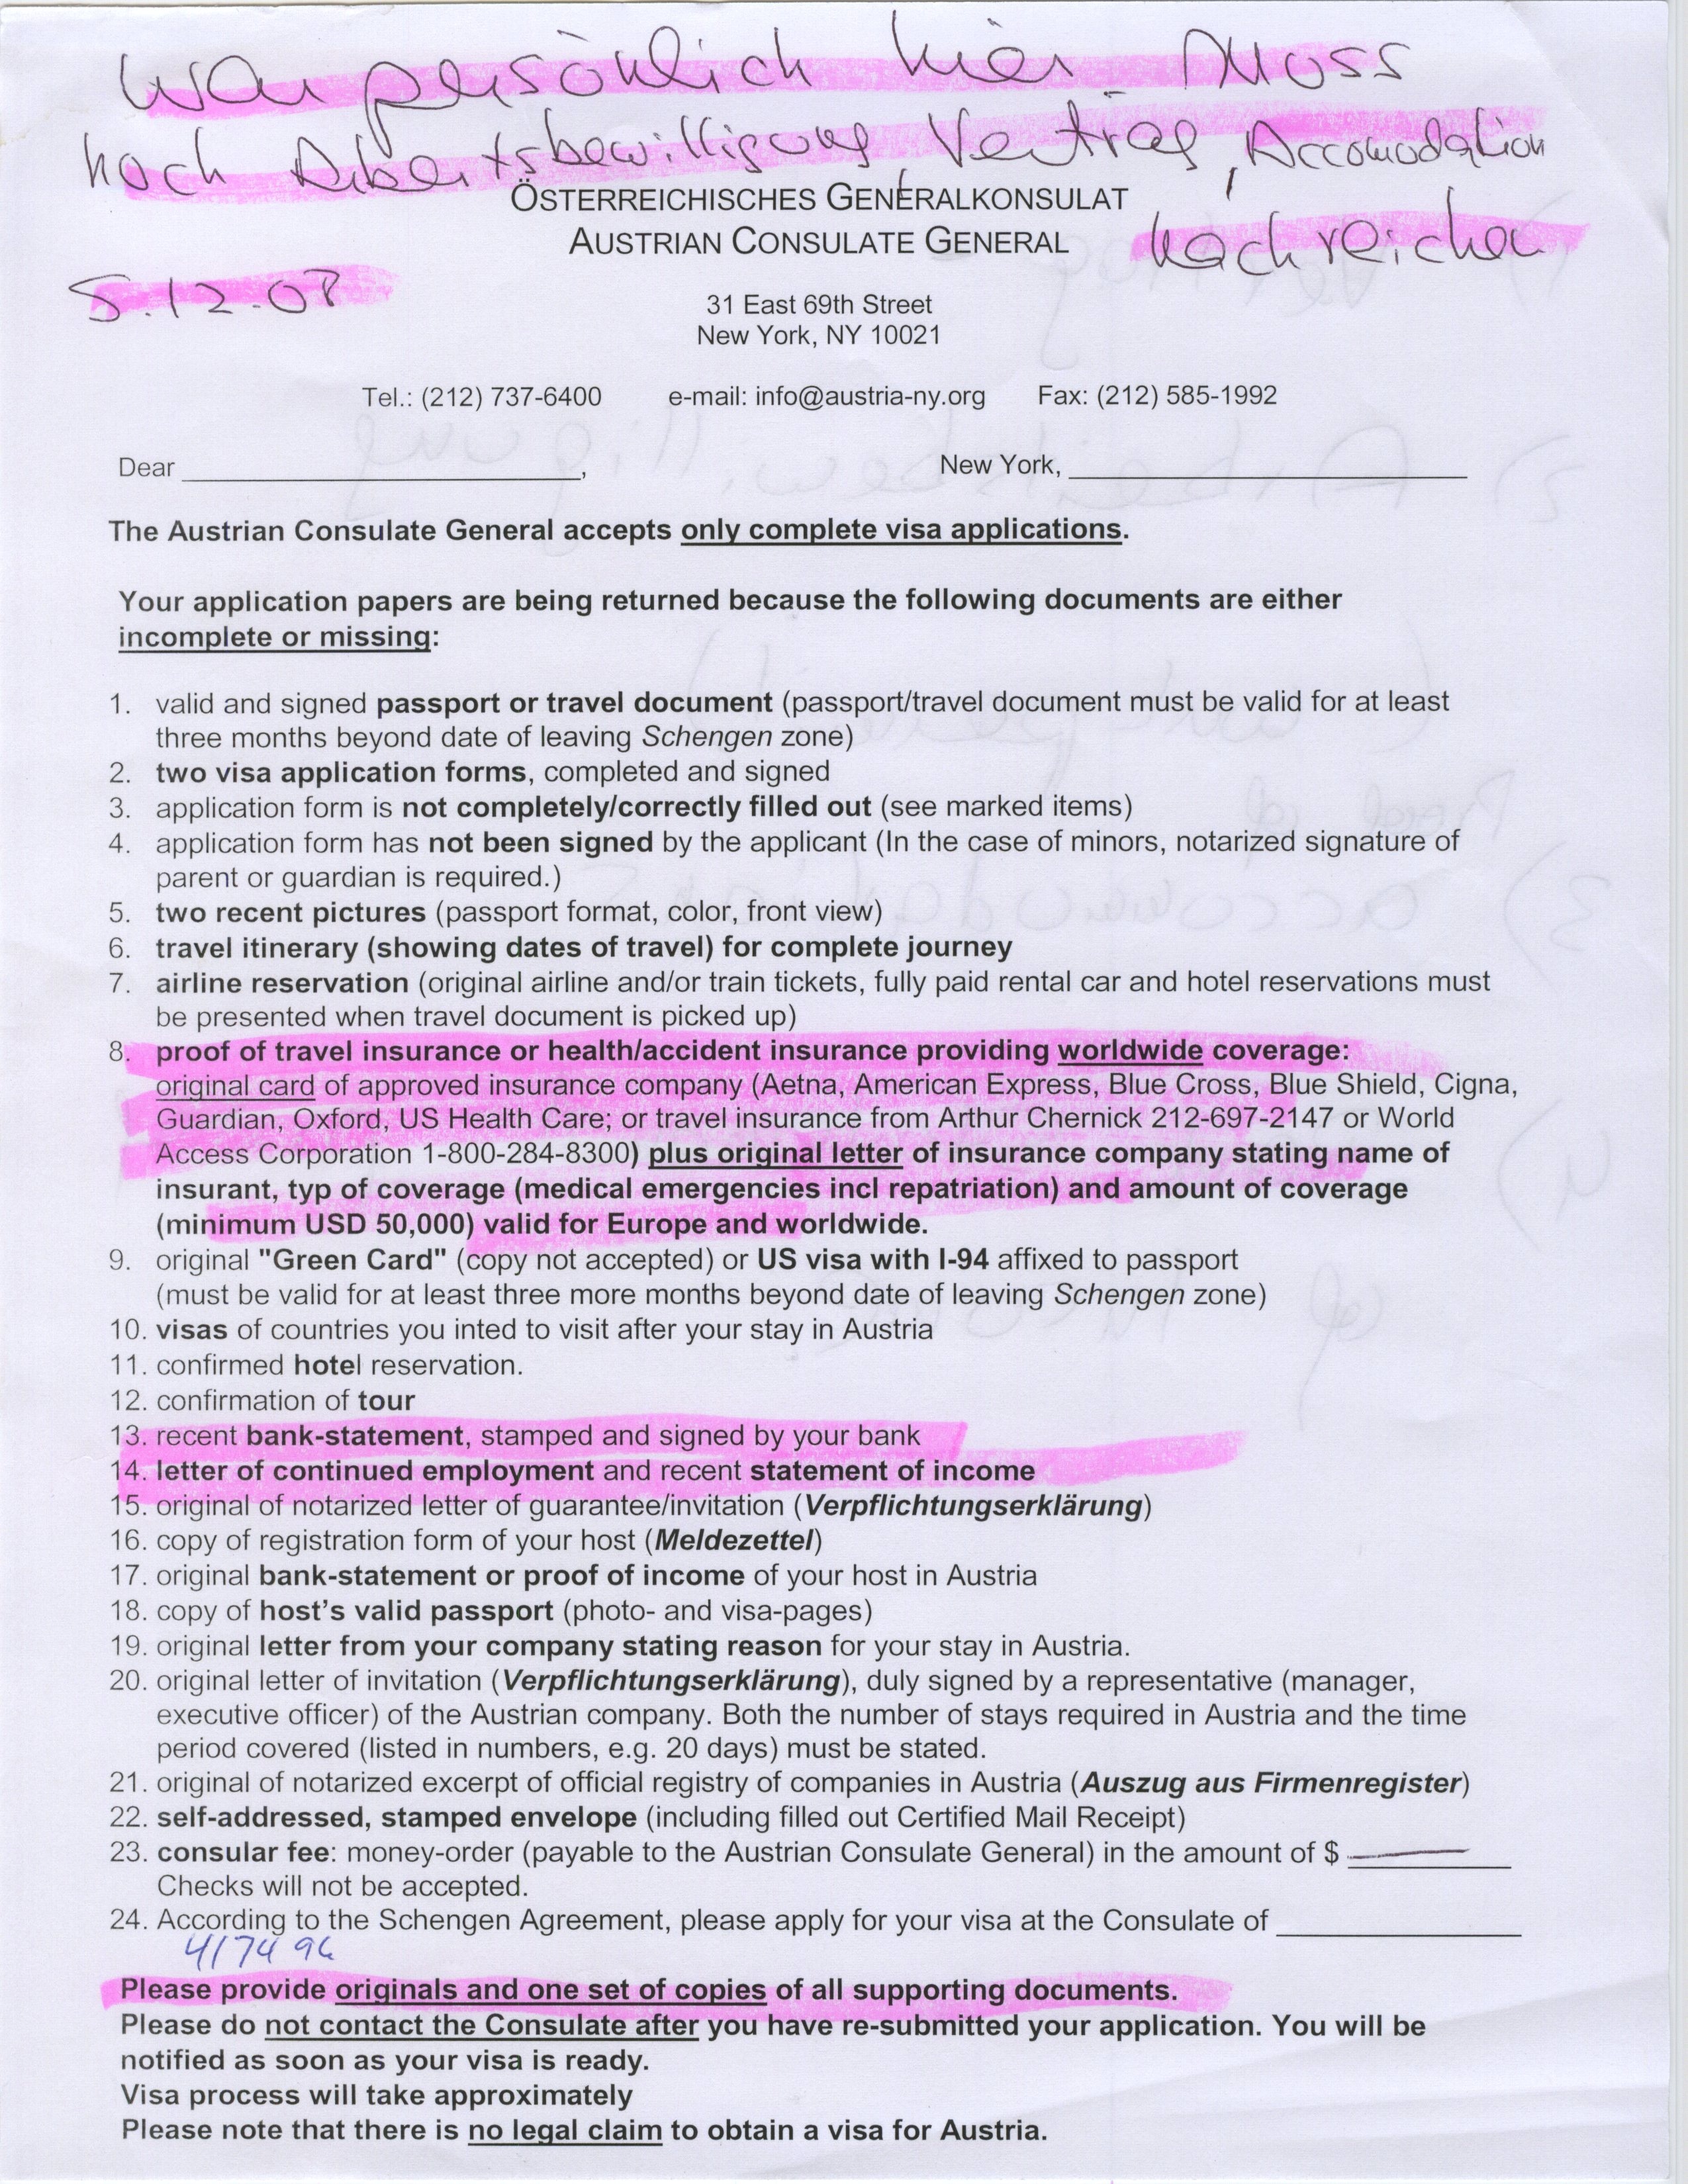 War persönlich hier Muss
noch Arbeitsbewilligung Vertrag, Accomodation
ÖSTERREICHISCHES GENERALKONSULAT
AUSTRIAN CONSULATE GENERAL
nachreichen
5.12.07
31 East 69th Street
New York, NY 10021
Tel.: (212) 737-6400 e-mail: info@austria-ny.org Fax: (212) 585-1992
Dear ____________, New York, ____________
The Austrian Consulate General accepts only complete visa applications.
Your application papers are being returned because the following documents are either
incomplete or missing:
1. valid and signed passport or travel document (passport/travel document must be valid for at least
three months beyond date of leaving Schengen zone)
2. two visa application forms, completed and signed
3. application form is not completely/correctly filled out (see marked items)
4. application form has not been signed by the applicant (In the case of minors, notarized signature of
parent or guardian is required.)
5. two recent pictures (passport format, color, front view)
6. travel itinerary (showing dates of travel) for complete journey
7. airline reservation (original airline and/or train tickets, fully paid rental car and hotel reservations must
be presented when travel document is picked up)
8. proof of travel insurance or health/accident insurance providing worldwide coverage:
original card of approved insurance company (Aetna, American Express, Blue Cross, Blue Shield, Cigna,
Guardian, Oxford, US Health Care; or travel insurance from Arthur Chernick 212-697-2147 or World
Access Corporation 1-800-284-8300) plus original letter of insurance company stating name of
insurant, typ of coverage (medical emergencies incl repatriation) and amount of coverage
(minimum USD 50,000) valid for Europe and worldwide.
9. original "Green Card" (copy not accepted) or US visa with I-94 affixed to passport
(must be valid for at least three more months beyond date of leaving Schengen zone)
10. visas of countries you inted to visit after your stay in Austria
11. confirmed hotel reservation.
12. confirmation of tour
13. recent bank-statement, stamped and signed by your bank
14. letter of continued employment and recent statement of income
15. original of notarized letter of guarantee/invitation (Verpflichtungserklärung)
16. copy of registration form of your host (Meldezettel)
17. original bank-statement or proof of income of your host in Austria
18. copy of host’s valid passport (photo- and visa-pages)
19. original letter from your company stating reason for your stay in Austria.
20. original letter of invitation (Verpflichtungserklärung), duly signed by a representative (manager,
executive officer) of the Austrian company. Both the number of stays required in Austria and the time
period covered (listed in numbers, e.g. 20 days) must be stated.
21. original of notarized excerpt of official registry of companies in Austria (Auszug aus Firmenregister)
22. self-addressed, stamped envelope (including filled out Certified Mail Receipt)
23. consular fee: money-order (payable to the Austrian Consulate General) in the amount of $ ______
Checks will not be accepted.
24. According to the Schengen Agreement, please apply for your visa at the Consulate of ____________
Please provide originals and one set of copies of all supporting documents.
Please do not contact the Consulate after you have re-submitted your application. You will be
notified as soon as your visa is ready.
Visa process will take approximately
Please note that there is no legal claim to obtain a visa for Austria.